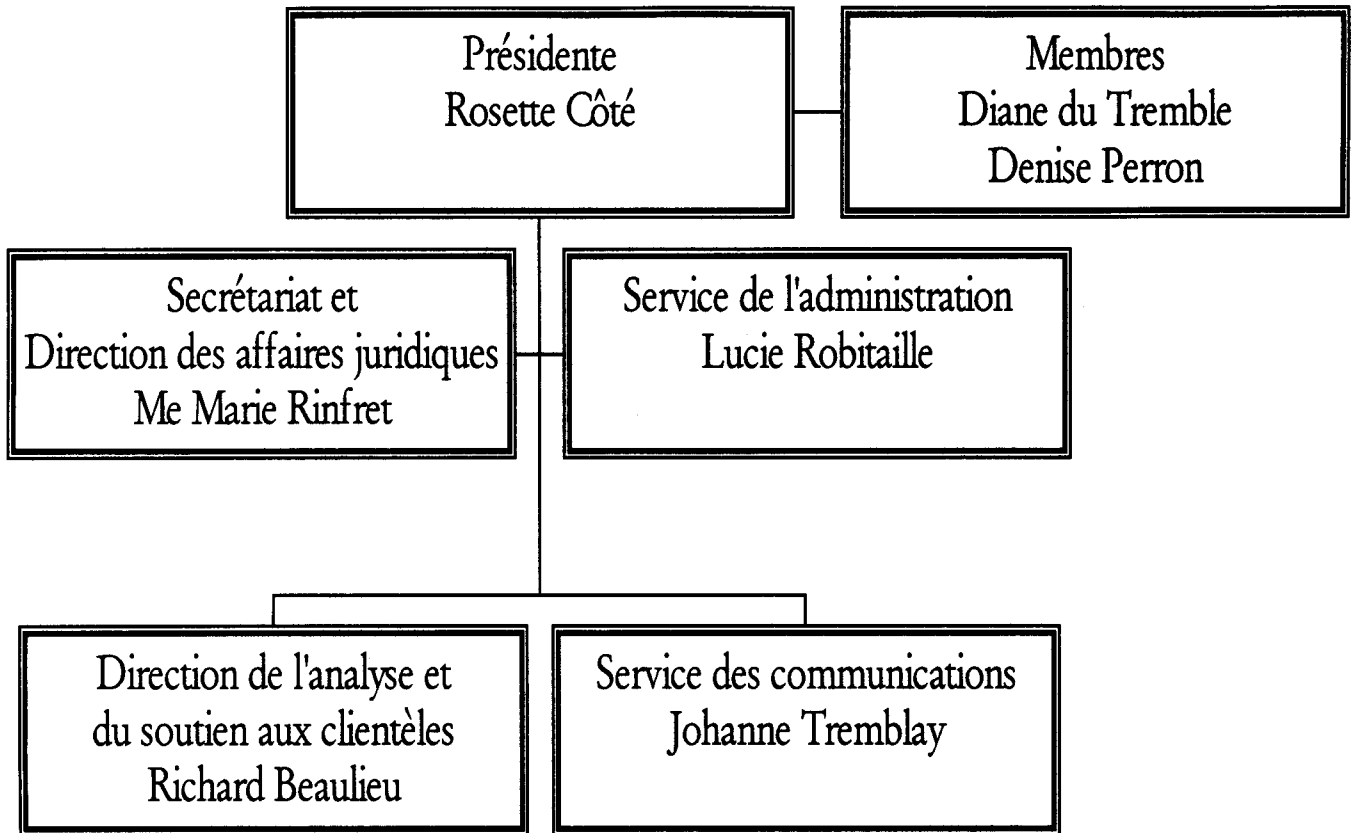 Présidente
Rosette Côté
Membres
Diane du Tremble
Denise Perron
Secrétariat et
Direction des affaires juridiques
Me Marie Rinfret
Service de l'administration
Lucie Robitaille
Direction de l'analyse et
du soutien aux clientèles
Richard Beaulieu
Service des communications
Johanne Tremblay